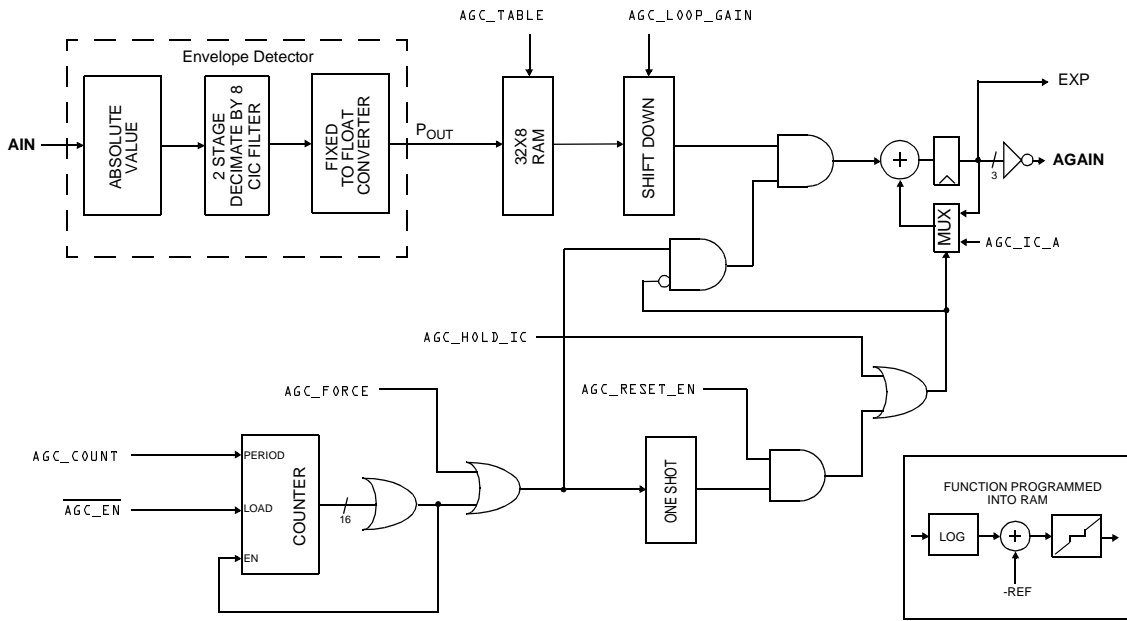 AGC_TABLE
AGC_LOOP_GAIN
Envelope Detector
AIN
ABSOLUTE
VALUE
2 STAGE
DECIMATE BY 8
CIC FILTER
FIXED
TO FLOAT
CONVERTER
POUT
32X8
RAM
SHIFT DOWN
EXP
3
AGAIN
MUX
AGC_IC_A
AGC_HOLD_IC
AGC_FORCE
AGC_RESET_EN
AGC_COUNT
PERIOD
AGC_EN
LOAD
COUNTER
EN
16
ONE SHOT
FUNCTION PROGRAMMED
INTO RAM
LOG
-REF